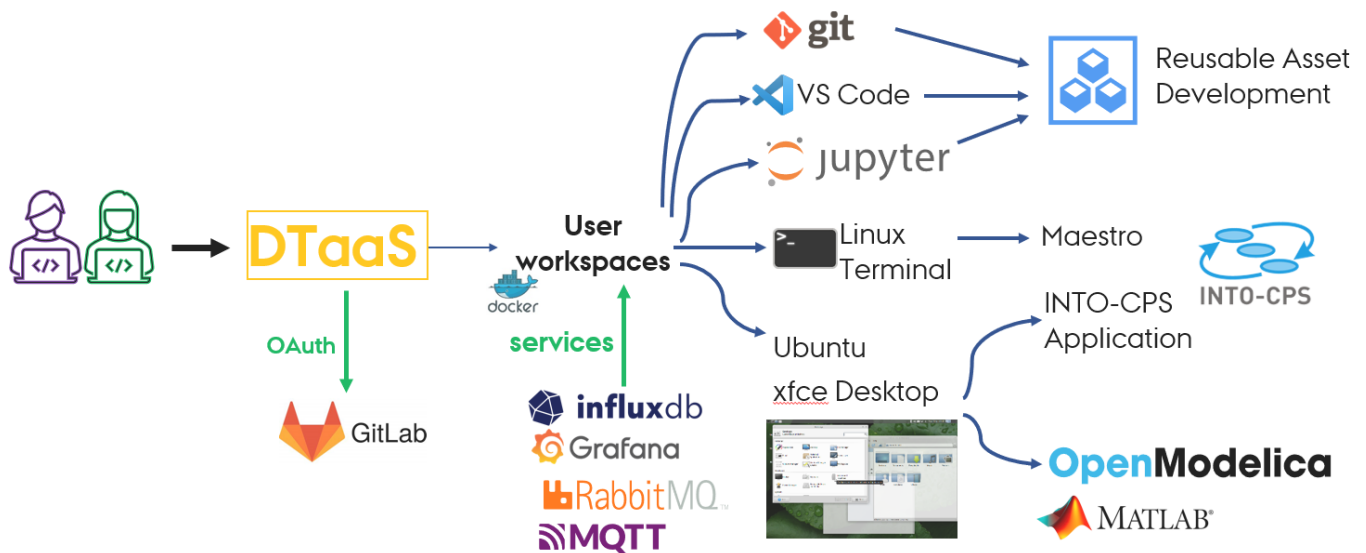 git
VS Code
jupyter
Reusable Asset
Development
</>
</>
DTaaS
User
workspaces
docker
>_
Linux
Terminal
Maestro
INTO-CPS
INTO-CPS
Application
OAuth
GitLab
services
influxdb
Grafana
RabbitMQ™
MQTT
Ubuntu
xfce Desktop
OpenModelica
MATLAB®